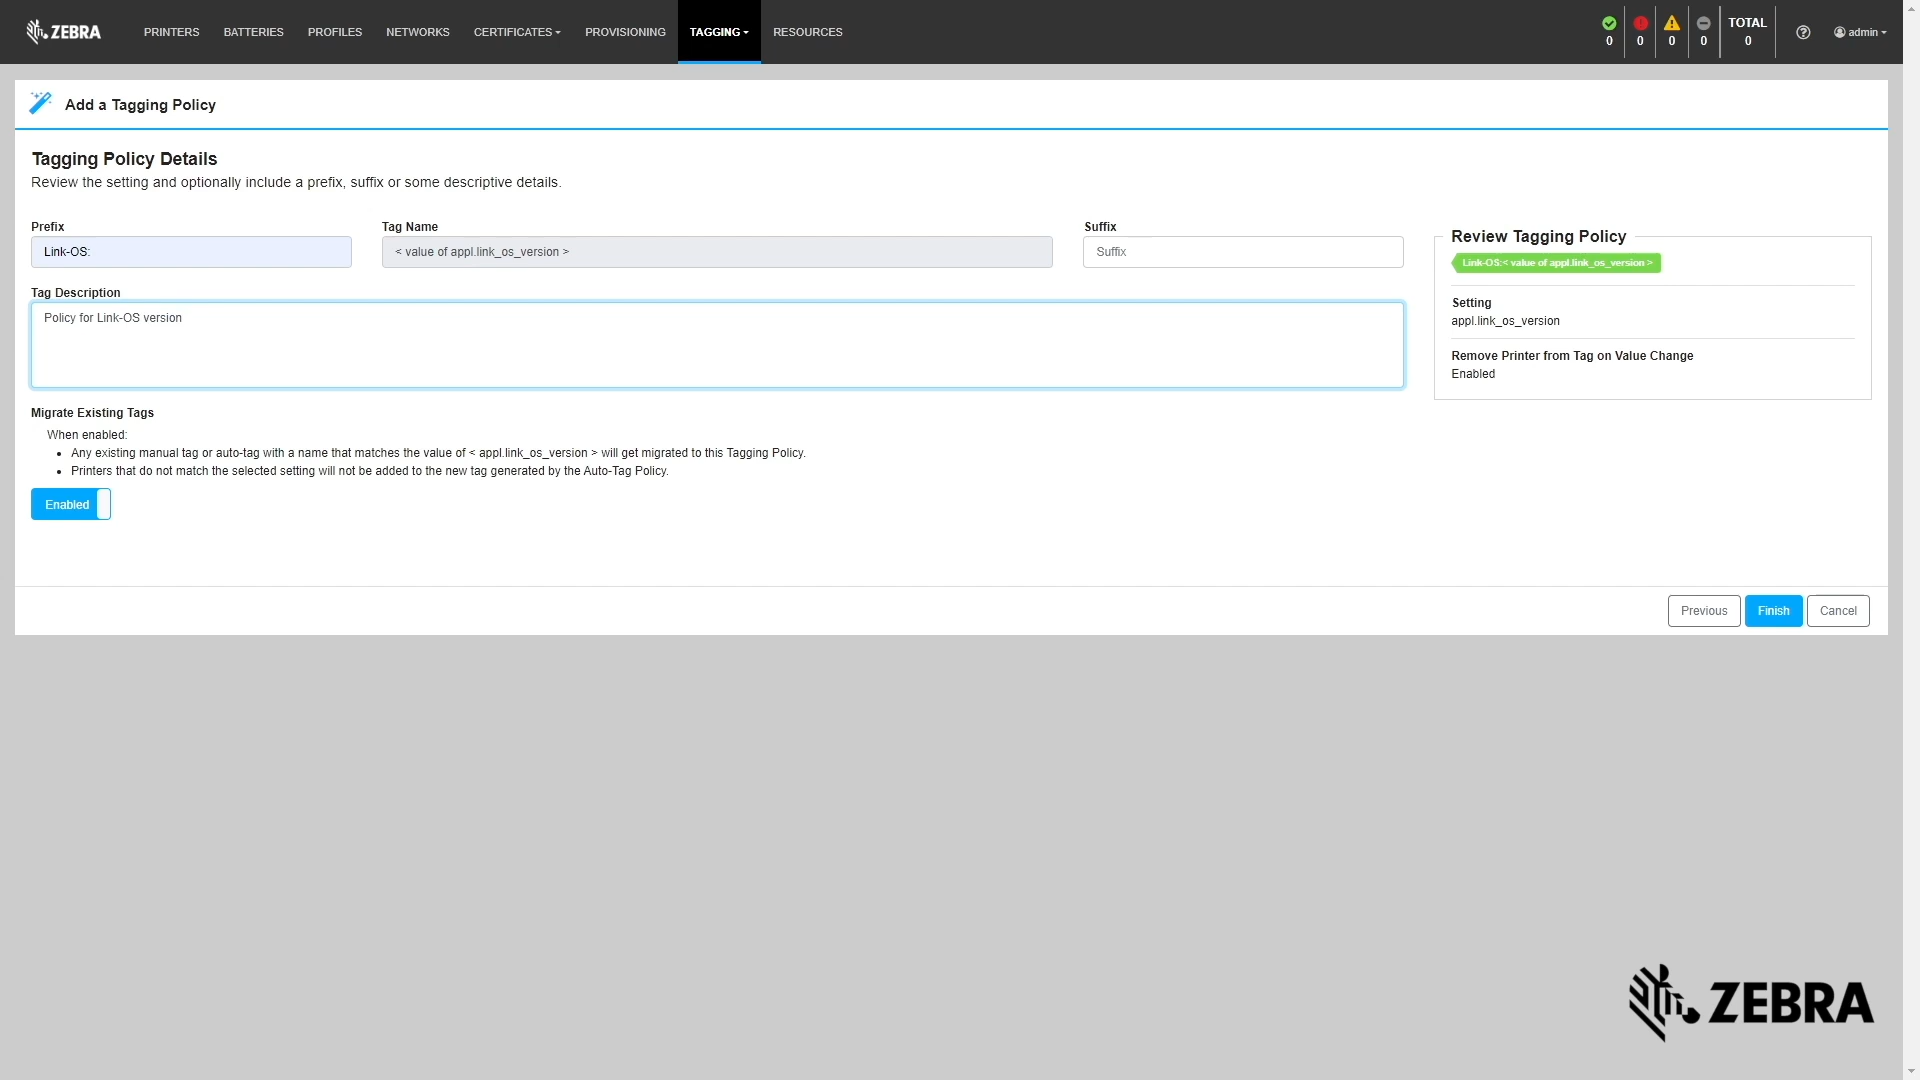 ZEBRA PRINTERS BATTERIES PROFILES NETWORKS CERTIFICATES PROVISIONING TAGGING RESOURCES 0 0 0 0 TOTAL 0 admin
Add a Tagging Policy
Tagging Policy Details
Review the setting and optionally include a prefix, suffix or some descriptive details.
Prefix
Link-OS:
Tag Name
< value of appl.link_os_version >
Suffix
Suffix
Tag Description
Policy for Link-OS version
Migrate Existing Tags
When enabled:
• Any existing manual tag or auto-tag with a name that matches the value of < appl.link_os_version > will get migrated to this Tagging Policy.
• Printers that do not match the selected setting will not be added to the new tag generated by the Auto-Tag Policy.
Enabled
Review Tagging Policy
Link-OS:< value of appl.link_os_version >
Setting
appl.link_os_version
Remove Printer from Tag on Value Change
Enabled
Previous Finish Cancel
ZEBRA